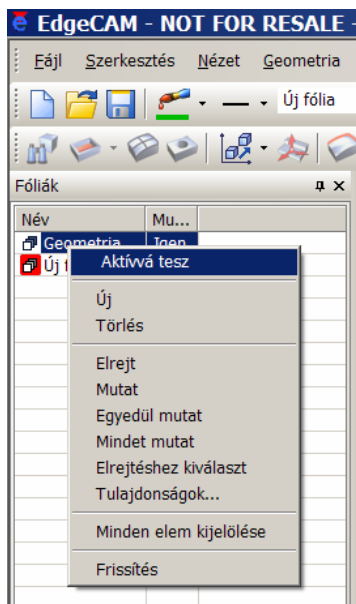 EdgeCAM - NOT FOR RESALE -
Fájl Szerkesztés Nézet Geometria
Új fólia
Fóliák
Név Mu...
Geometria Igen
Új f
Aktívvá tesz
Új
Törlés
Elrejt
Mutat
Egyedül mutat
Mindet mutat
Elrejtéshez kiválaszt
Tulajdonságok...
Minden elem kijelölése
Frissítés